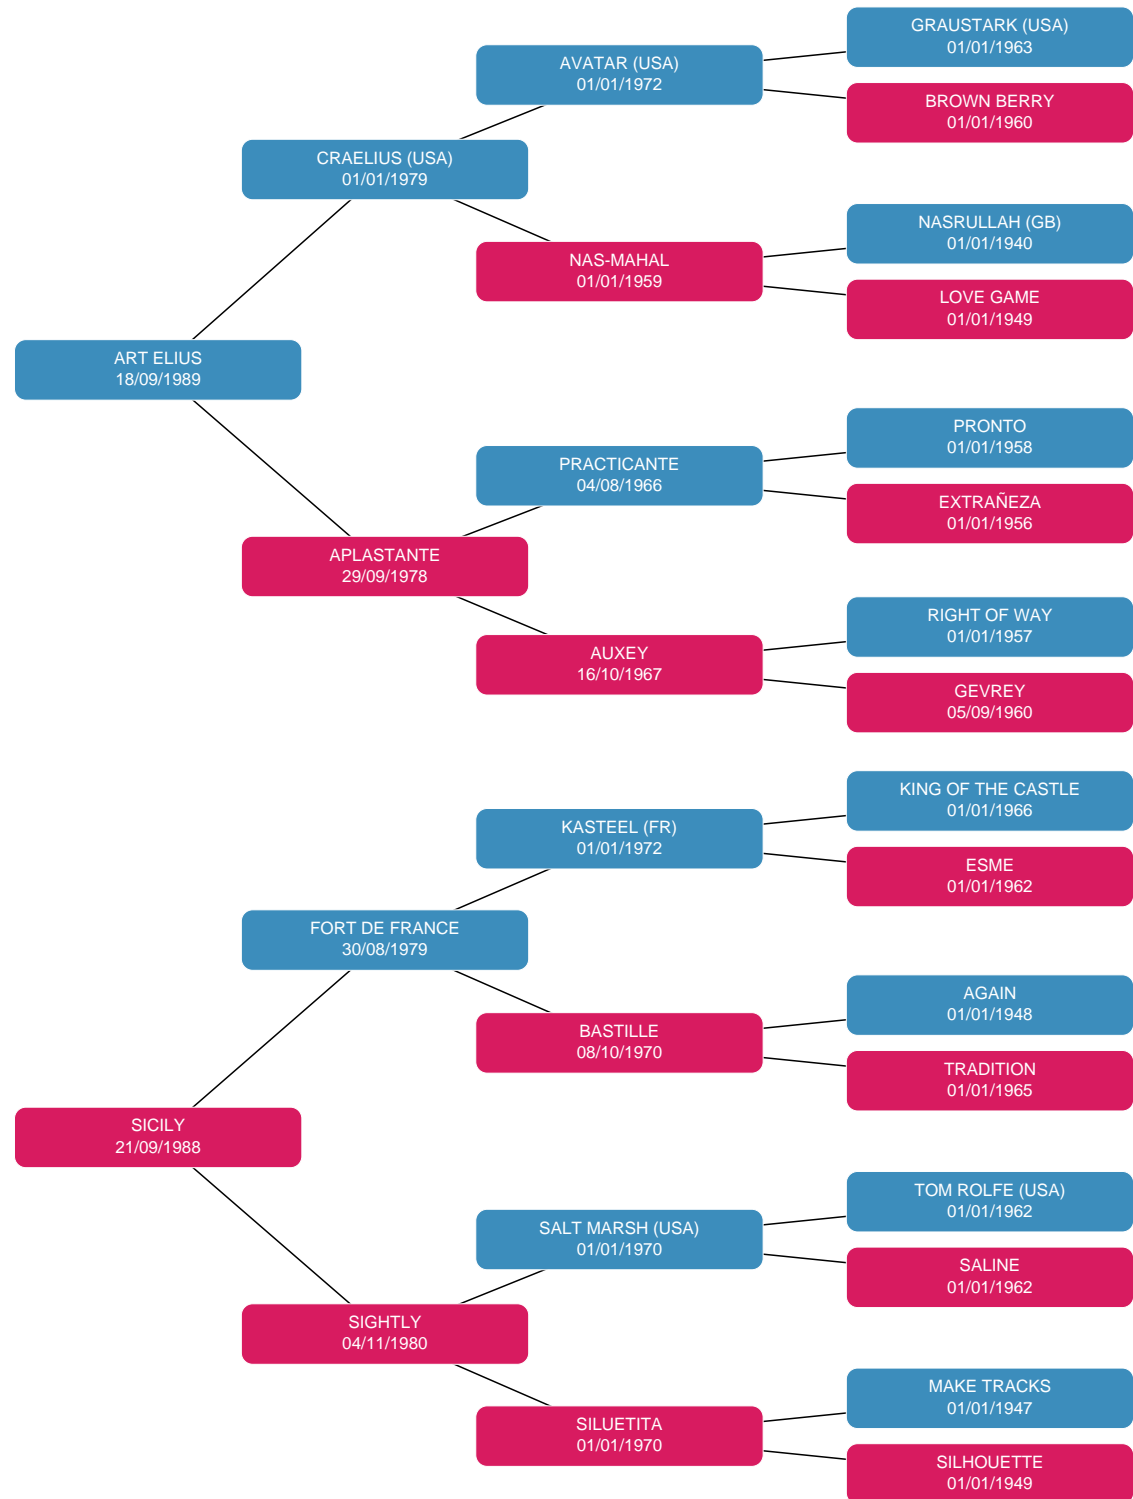 GRAUSTARK (USA)
01/01/1963
AVATAR (USA)
01/01/1972
BROWN BERRY
01/01/1960
CRAELIUS (USA)
01/01/1979
NASRULLAH (GB)
01/01/1940
NAS-MAHAL
01/01/1959
LOVE GAME
01/01/1949
ART ELIUS
18/09/1989
PRONTO
01/01/1958
PRACTICANTE
04/08/1966
EXTRAÑEZA
01/01/1956
APLASTANTE
29/09/1978
RIGHT OF WAY
01/01/1957
AUXEY
16/10/1967
GEVREY
05/09/1960
KING OF THE CASTLE
01/01/1966
KASTEEL (FR)
01/01/1972
ESME
01/01/1962
FORT DE FRANCE
30/08/1979
AGAIN
01/01/1948
BASTILLE
08/10/1970
TRADITION
01/01/1965
SICILY
21/09/1988
TOM ROLFE (USA)
01/01/1962
SALT MARSH (USA)
01/01/1970
SALINE
01/01/1962
SIGHTLY
04/11/1980
MAKE TRACKS
01/01/1947
SILUETITA
01/01/1970
SILHOUETTE
01/01/1949